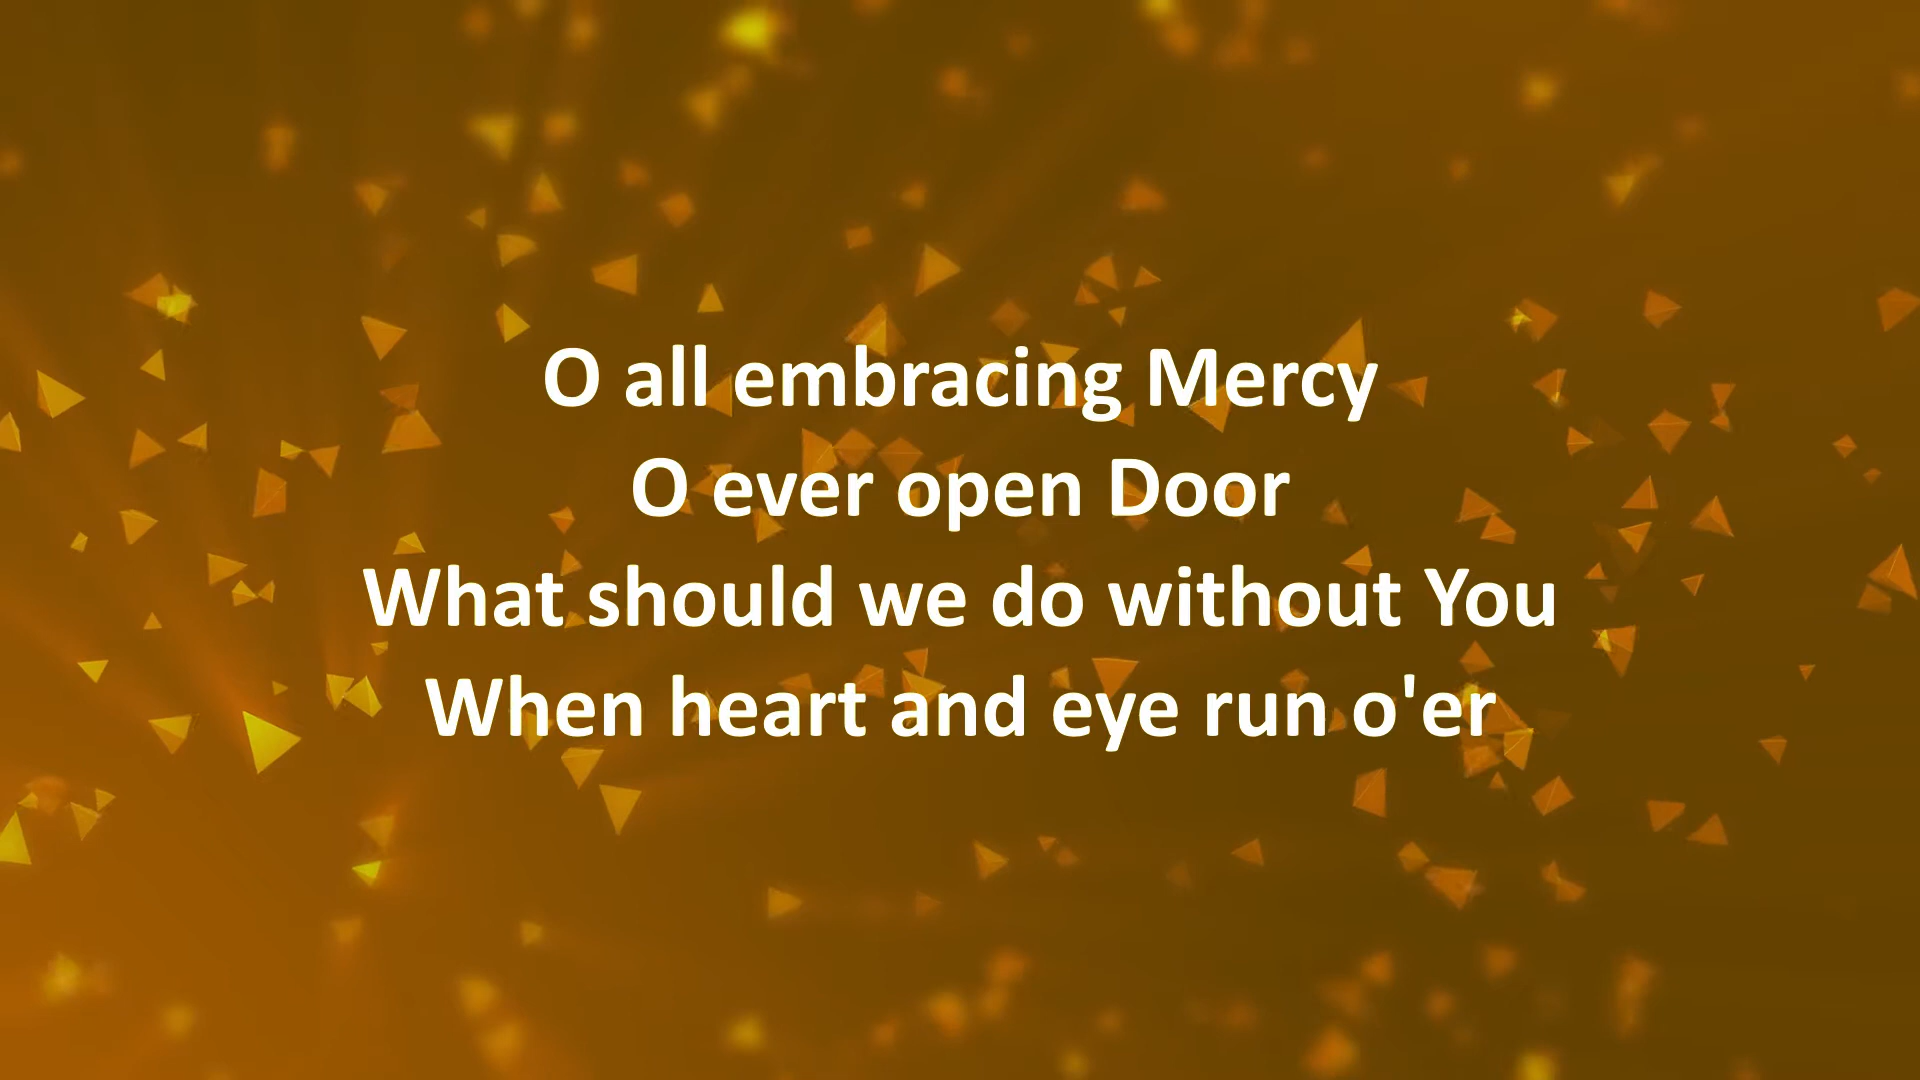 O all embracing Mercy
O ever open Door
What should we do without You
When heart and eye run o'er